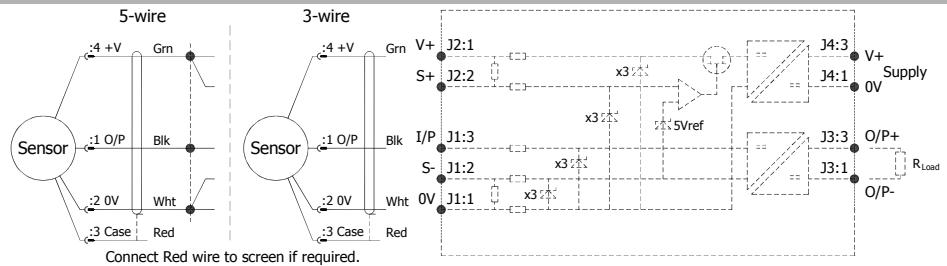 5-wire
3-wire
:4 +V Grn
:1 O/P Blk
Sensor
:2 0V Wht
:3 Case Red
:4 +V Grn
:1 O/P Blk
Sensor
:2 0V Wht
:3 Case Red
Connect Red wire to screen if required.
V+ J2:1
S+ J2:2
I/P J1:3
S- J1:2
0V J1:1
x3
x3
x3
x3
5Vref
J4:3 V+
Supply
J4:1 0V
J3:3 O/P+
RLoad
J3:1 O/P-